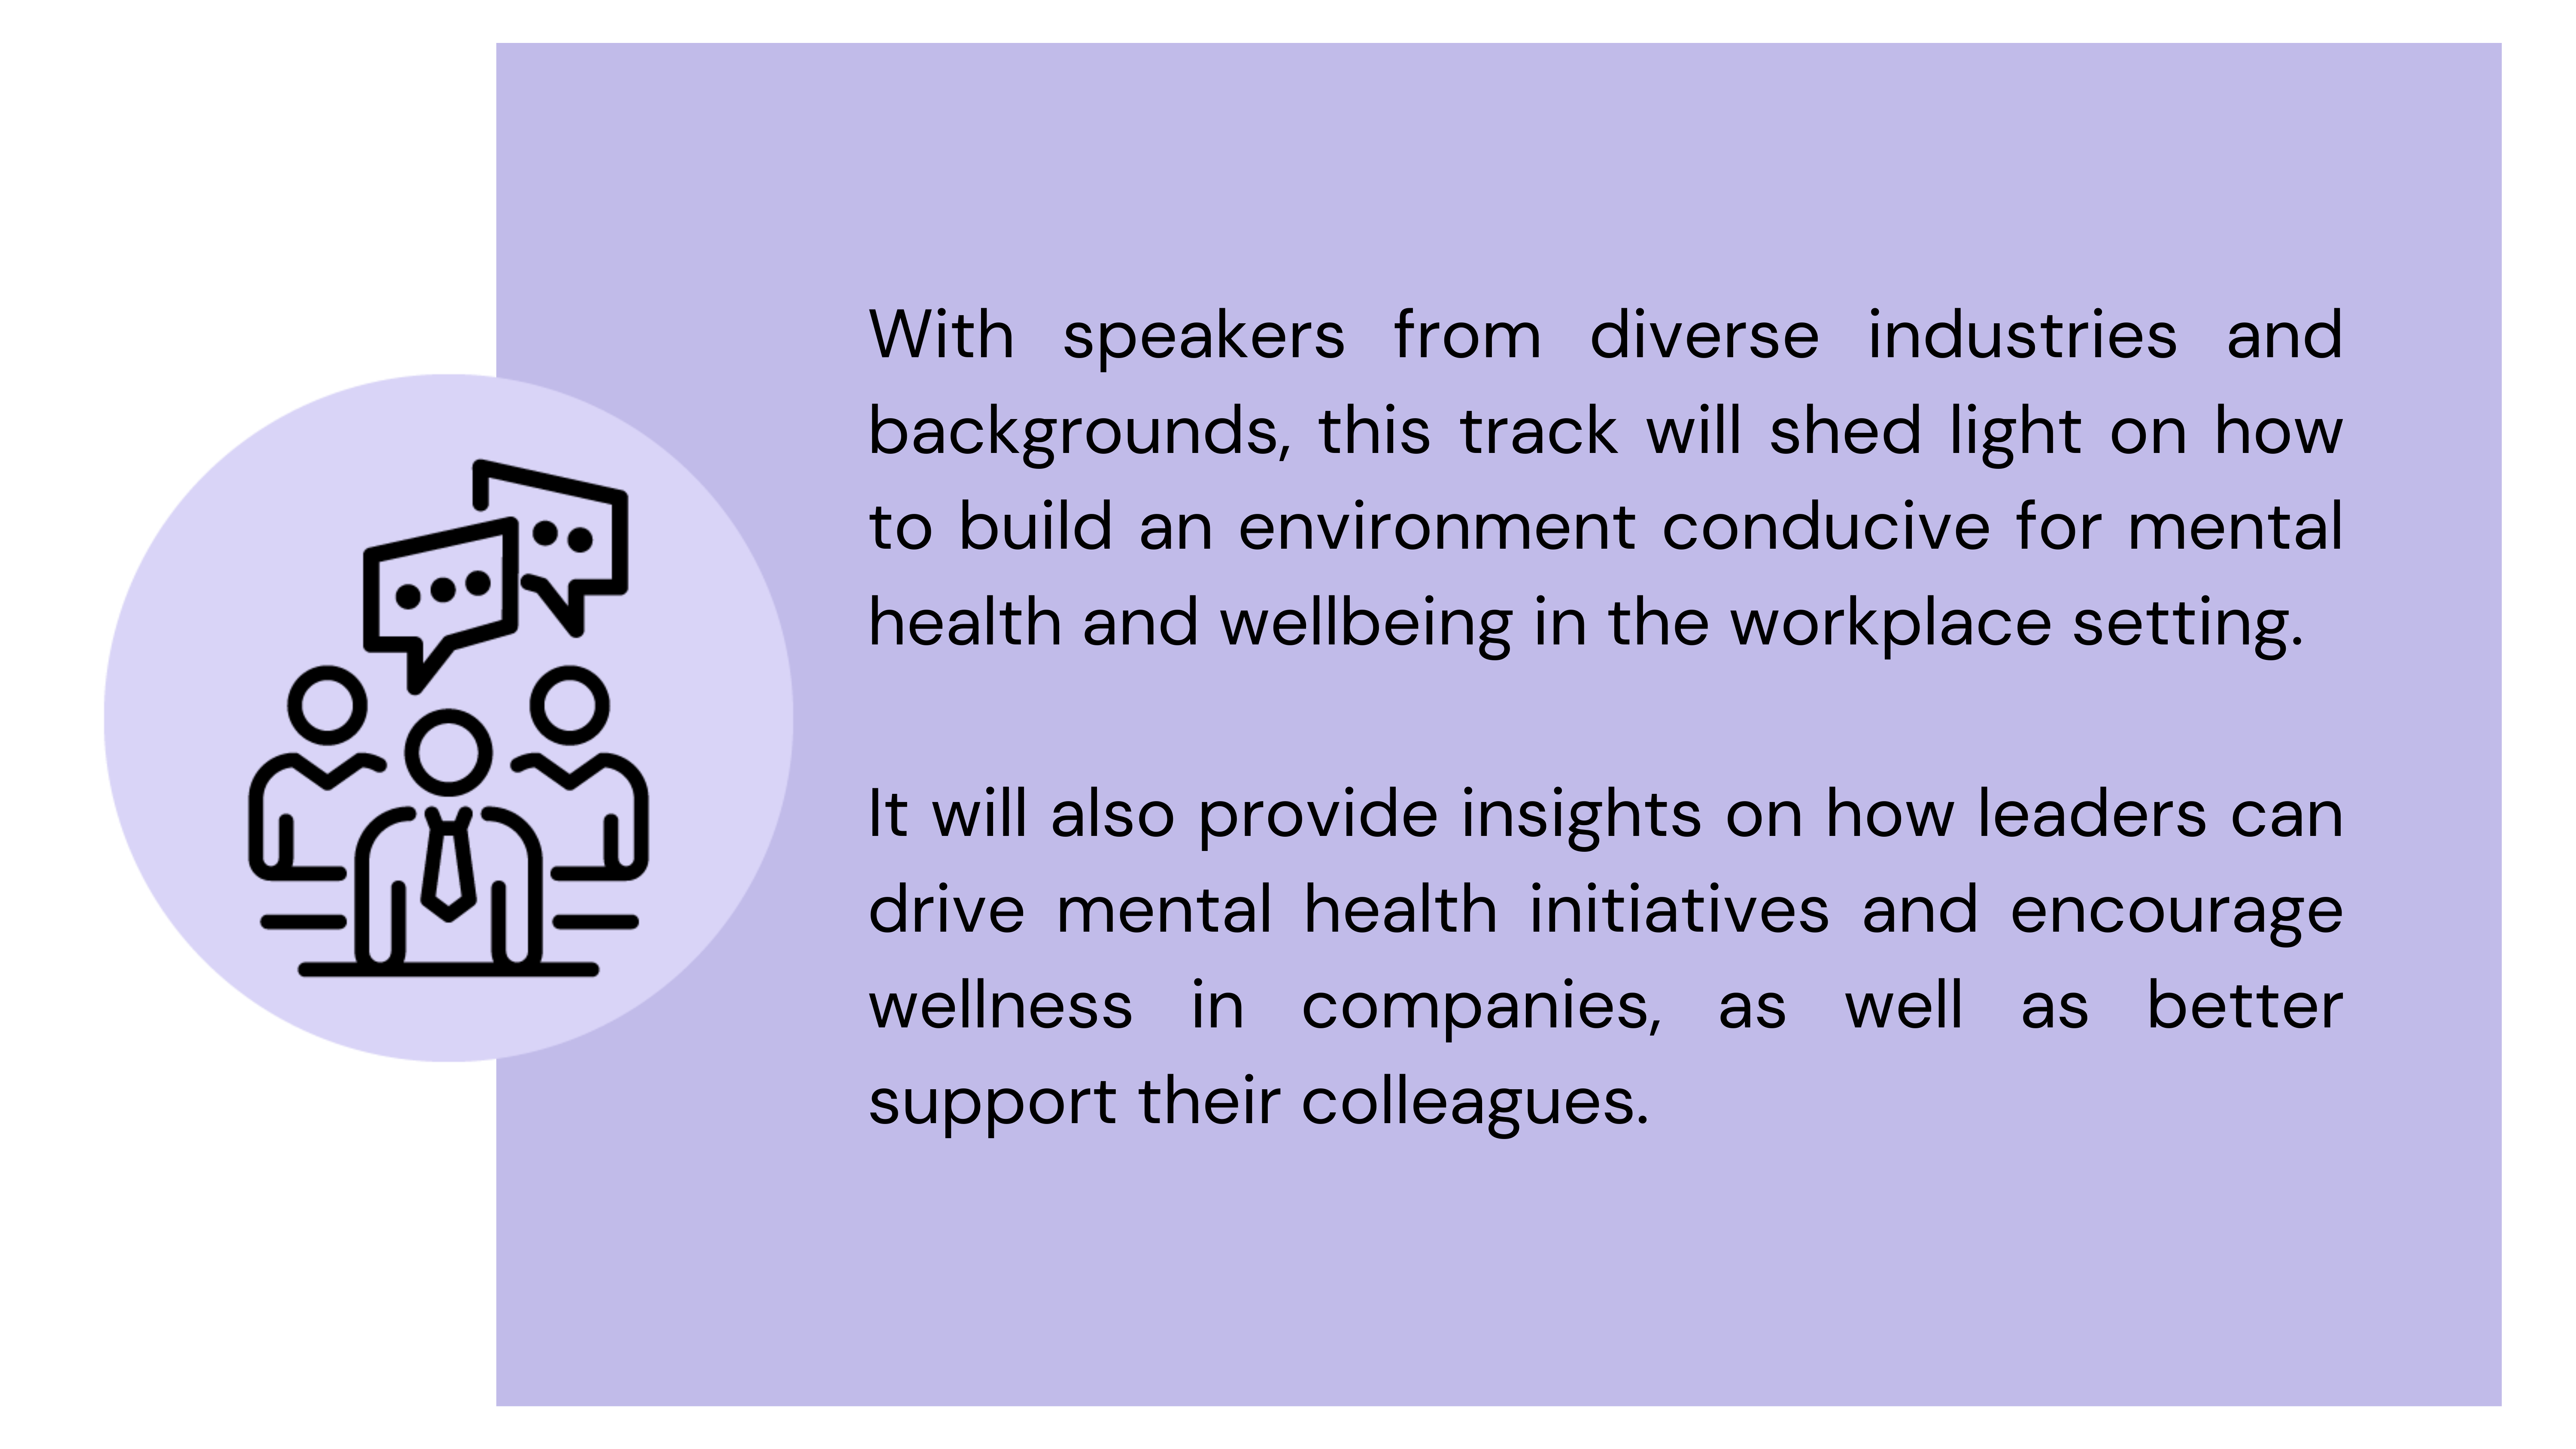 With speakers from diverse industries and
backgrounds, this track will shed light on how
to build an environment conducive for mental
health and wellbeing in the workplace setting.
It will also provide insights on how leaders can
drive mental health initiatives and encourage
wellness in companies, as well as better
support their colleagues.